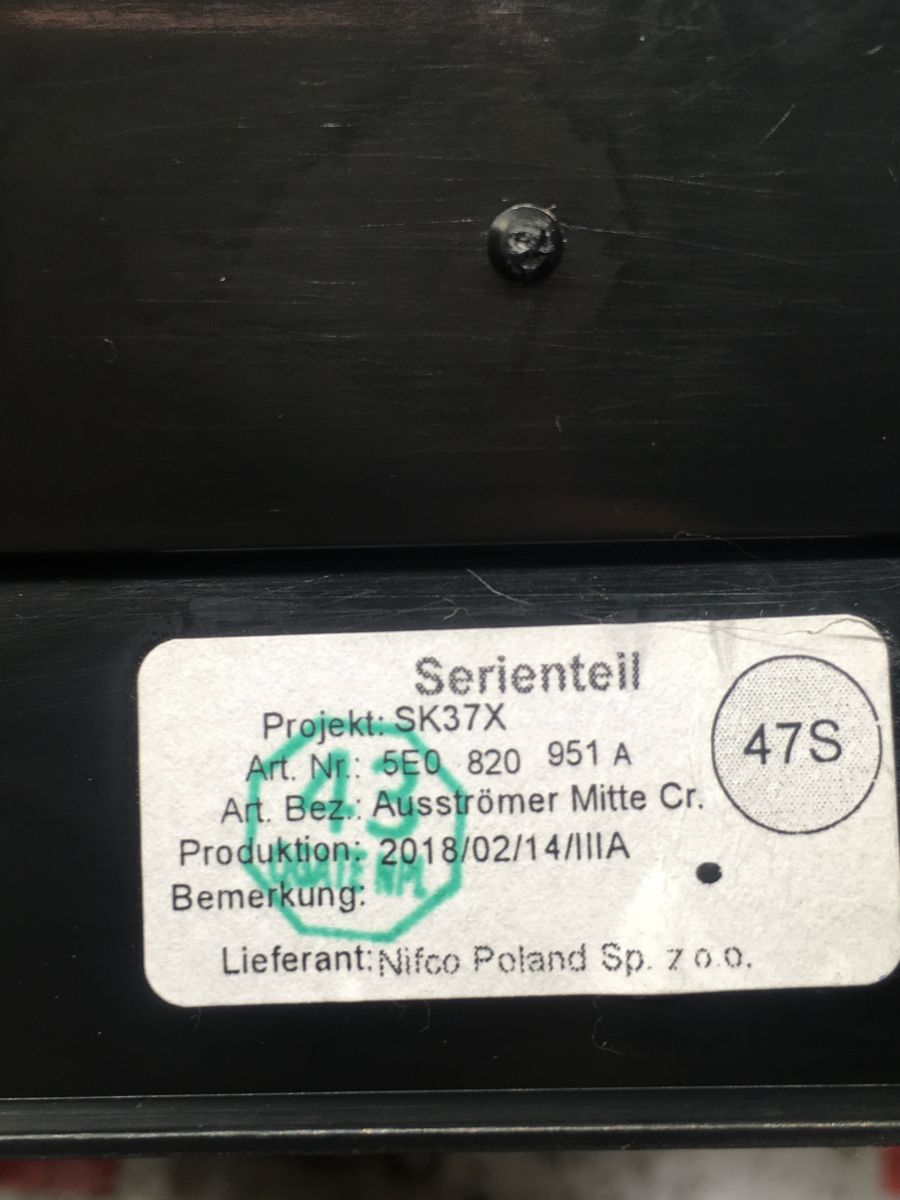 Serienteil
Projekt: SK37X
47S
Art. Nr.: 5E0 820 951 A
Art. Bez.: Ausströmer Mitte Cr.
Produktion: 2018/02/14/IIIA
Bemerkung:
Lieferant: Nifco Poland Sp. z o.o.
43
NPL